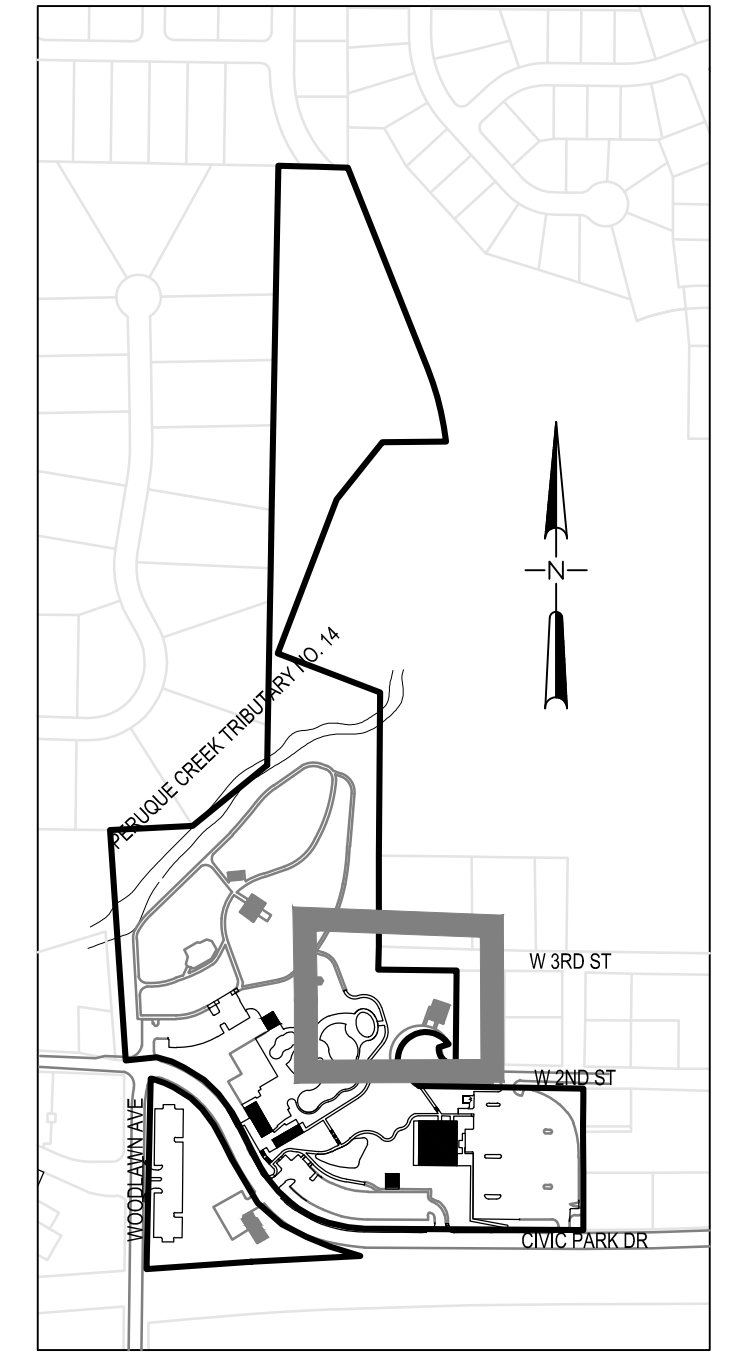 N
PERUQUE CREEK TRIBUTARY NO. 14
W 3RD ST
W 2ND ST
WOODLAWN AVE
CIVIC PARK DR